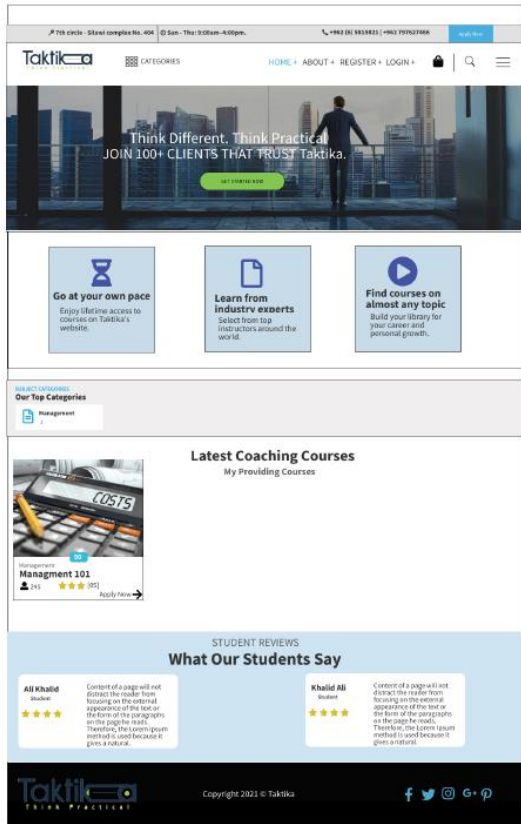 7th circle - Silawi complex No. 404
Sun - Thu: 9:00am-4:00pm.
+962 (6) 5815821 | +962 797627466
Apply Now
Taktika
Think Practical
CATEGORIES
HOME + ABOUT + REGISTER + LOGIN +
Think Different. Think Practical
JOIN 100+ CLIENTS THAT TRUST Taktika.
GET STARTED NOW
Go at your own pace
Enjoy lifetime access to
courses on Taktika's
website.
Learn from
industry experts
Select from top
instructors around the
world.
Find courses on
almost any topic
Build your library for
your career and
personal growth.
SUBJECT CATEGORIES
Our Top Categories
Management
Latest Coaching Courses
My Providing Courses
COSTS
Management
Managment 101
245
Apply Now
STUDENT REVIEWS
What Our Students Say
Ali Khalid
Student
Content of a page will not
distract the reader from
focusing on the external
appearance of the text or
the form of the paragraphs
on the page he reads.
Therefore, the Lorem Ipsum
method is used because it
gives a natural.
Khalid Ali
Student
Content of a page will not
distract the reader from
focusing on the external
appearance of the text or
the form of the paragraphs
on the page he reads.
Therefore, the Lorem Ipsum
method is used because it
gives a natural.
Taktika
Think Practical
Copyright 2021 © Taktika